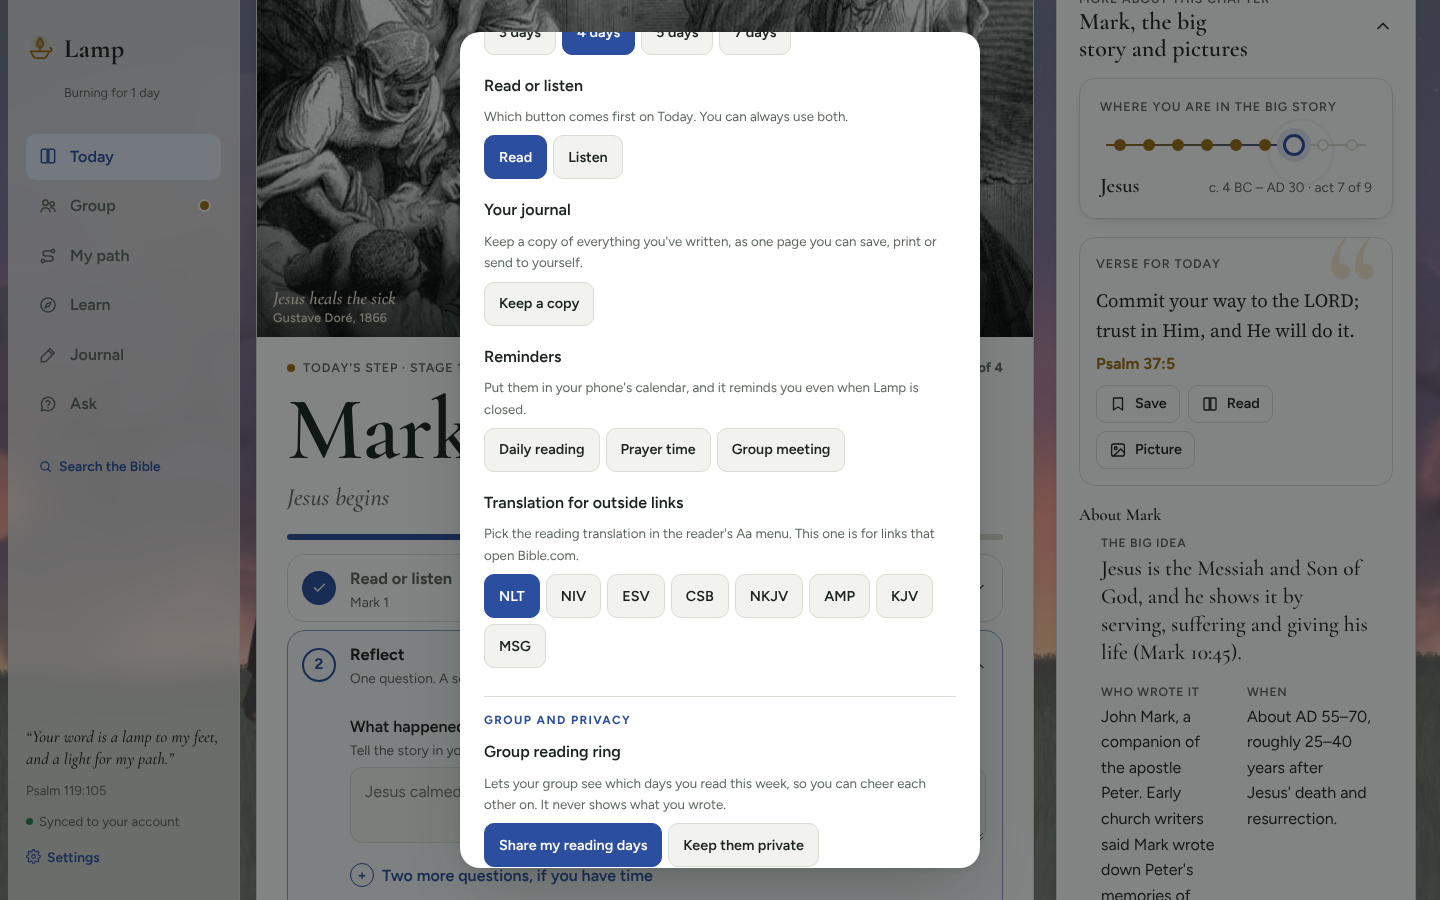 Lamp
Burning for 1 day
Today
Group
My path
Learn
Journal
Ask
Search the Bible
“Your word is a lamp to my feet,
and a light for my path.”
Psalm 119:105
Synced to your account
Settings
Jesus heals the sick
Gustave Doré, 1866
TODAY'S STEP · STAGE 1
of 4
Mark
Jesus begins
Read or listen
Mark 1
2
Reflect
One question. A
What happened
Tell the story in
Jesus calmed
Two more questions, if you have time
3 days
4 days
5 days
7 days
Read or listen
Which button comes first on Today. You can always use both.
Read
Listen
Your journal
Keep a copy of everything you've written, as one page you can save, print or
send to yourself.
Keep a copy
Reminders
Put them in your phone's calendar, and it reminds you even when Lamp is
closed.
Daily reading
Prayer time
Group meeting
Translation for outside links
Pick the reading translation in the reader's Aa menu. This one is for links that
open Bible.com.
NLT
NIV
ESV
CSB
NKJV
AMP
KJV
MSG
GROUP AND PRIVACY
Group reading ring
Lets your group see which days you read this week, so you can cheer each
other on. It never shows what you wrote.
Share my reading days
Keep them private
MORE ABOUT THIS CHAPTER
Mark, the big
story and pictures
WHERE YOU ARE IN THE BIG STORY
Jesus
c. 4 BC – AD 30 · act 7 of 9
VERSE FOR TODAY
Commit your way to the LORD;
trust in Him, and He will do it.
Psalm 37:5
Save
Read
Picture
About Mark
THE BIG IDEA
Jesus is the Messiah and Son of
God, and he shows it by
serving, suffering and giving his
life (Mark 10:45).
WHO WROTE IT
John Mark, a
companion of
the apostle
Peter. Early
church writers
said Mark wrote
down Peter's
memories of
WHEN
About AD 55–70,
roughly 25–40
years after
Jesus' death and
resurrection.